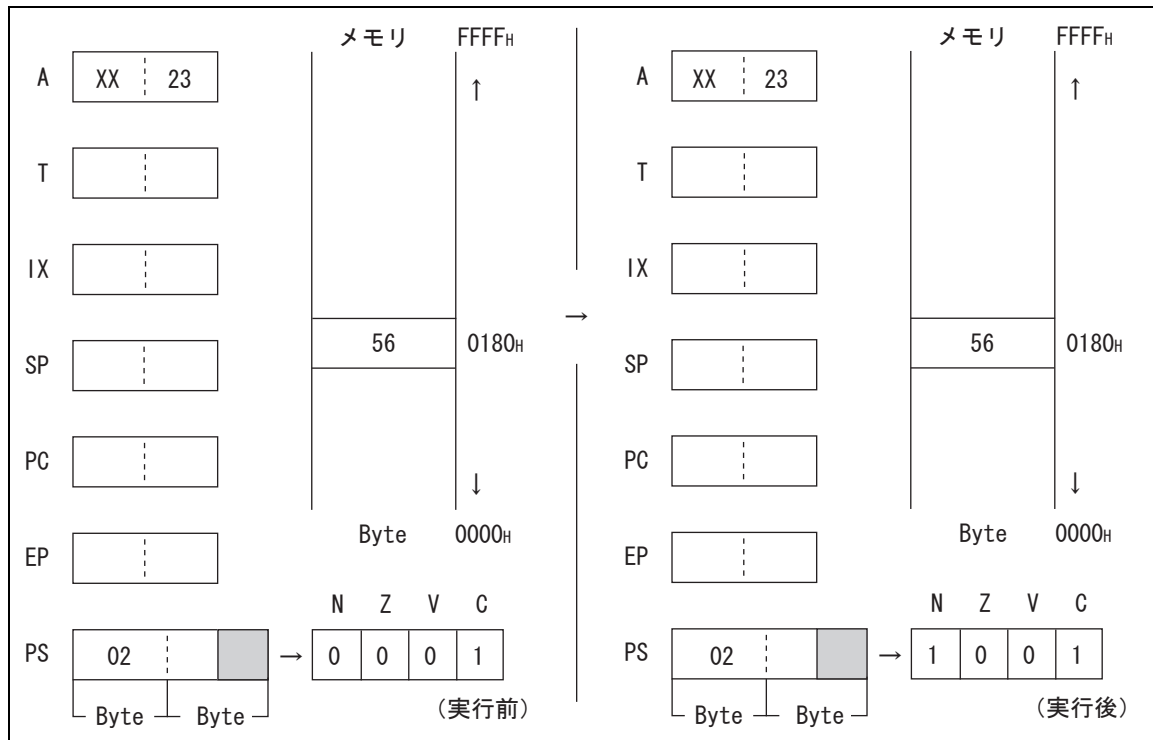 メモリ FFFFH
A XX 23
↑
T
IX
56 0180H
SP
PC
↓
Byte 0000H
EP
N Z V C
PS 02 → 0 0 0 1
Byte Byte (実行前)
→
メモリ FFFFH
A XX 23
↑
T
IX
56 0180H
SP
PC
↓
Byte 0000H
EP
N Z V C
PS 02 → 1 0 0 1
Byte Byte (実行後)